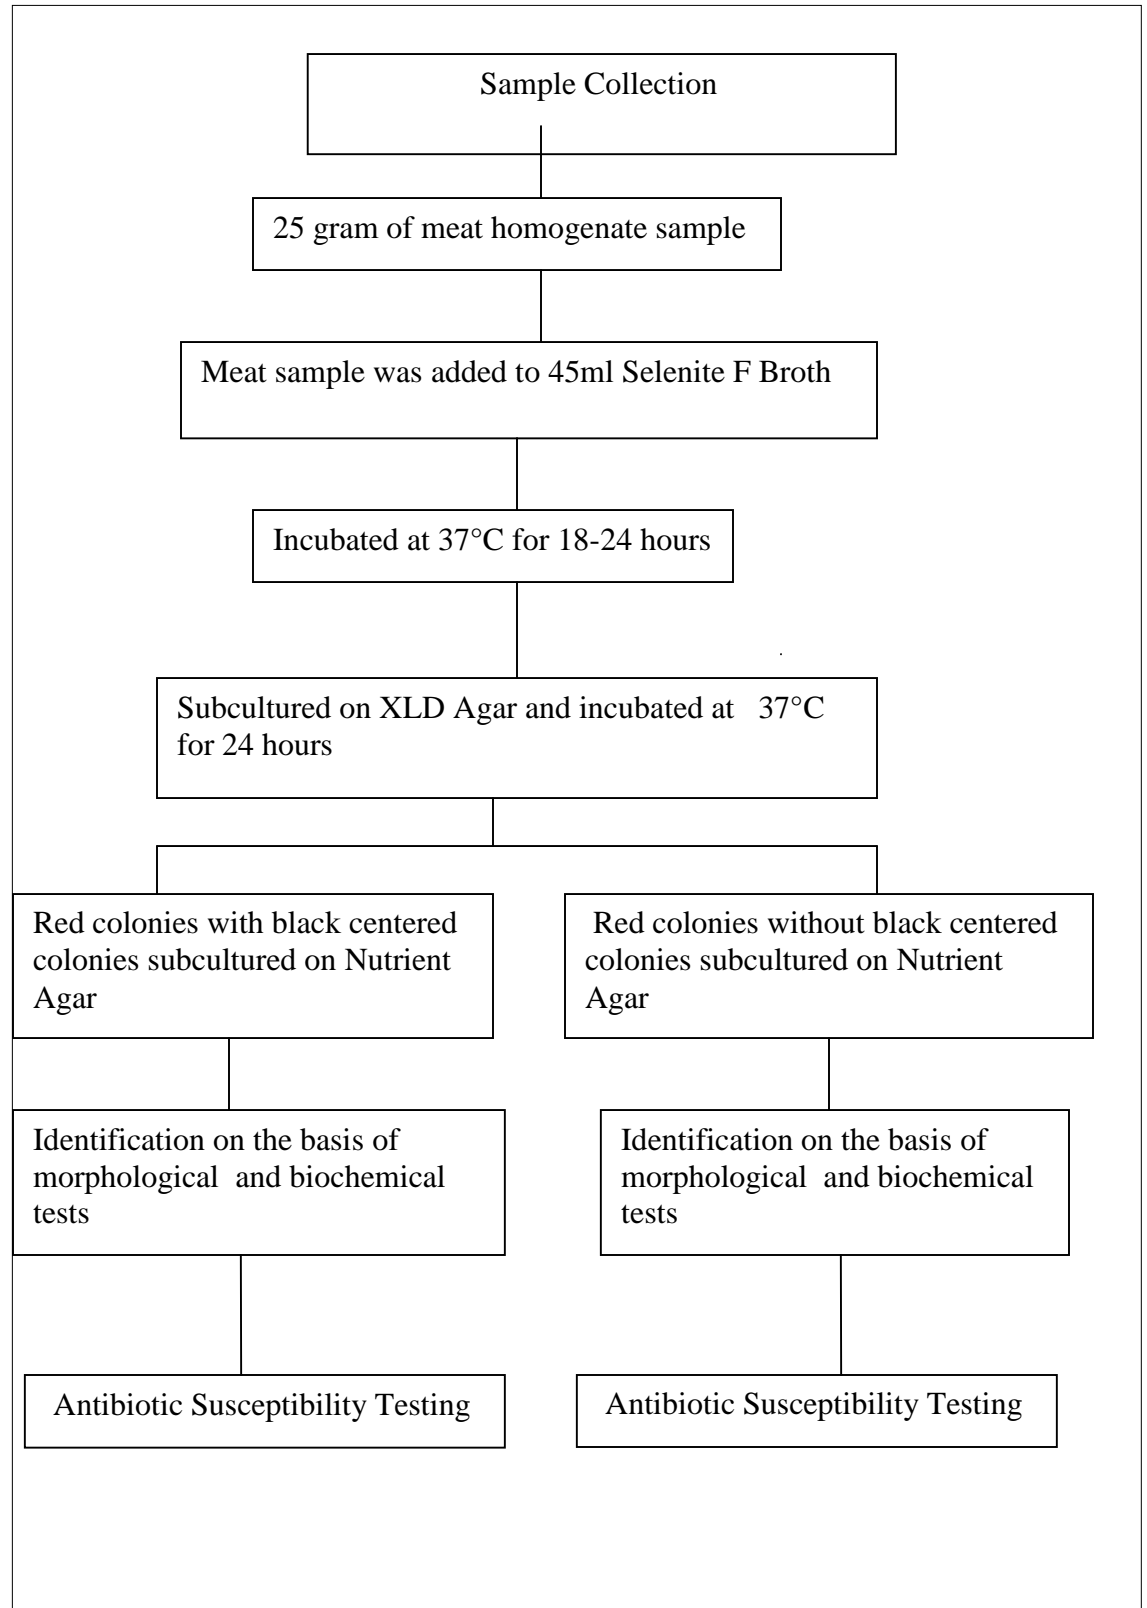 Sample Collection
25 gram of meat homogenate sample
Meat sample was added to 45ml Selenite F Broth
Incubated at 37°C for 18-24 hours
Subcultured on XLD Agar and incubated at 37°C
for 24 hours
Red colonies with black centered
colonies subcultured on Nutrient
Agar
Red colonies without black centered
colonies subcultured on Nutrient
Agar
Identification on the basis of
morphological and biochemical
tests
Identification on the basis of
morphological and biochemical
tests
Antibiotic Susceptibility Testing
Antibiotic Susceptibility Testing